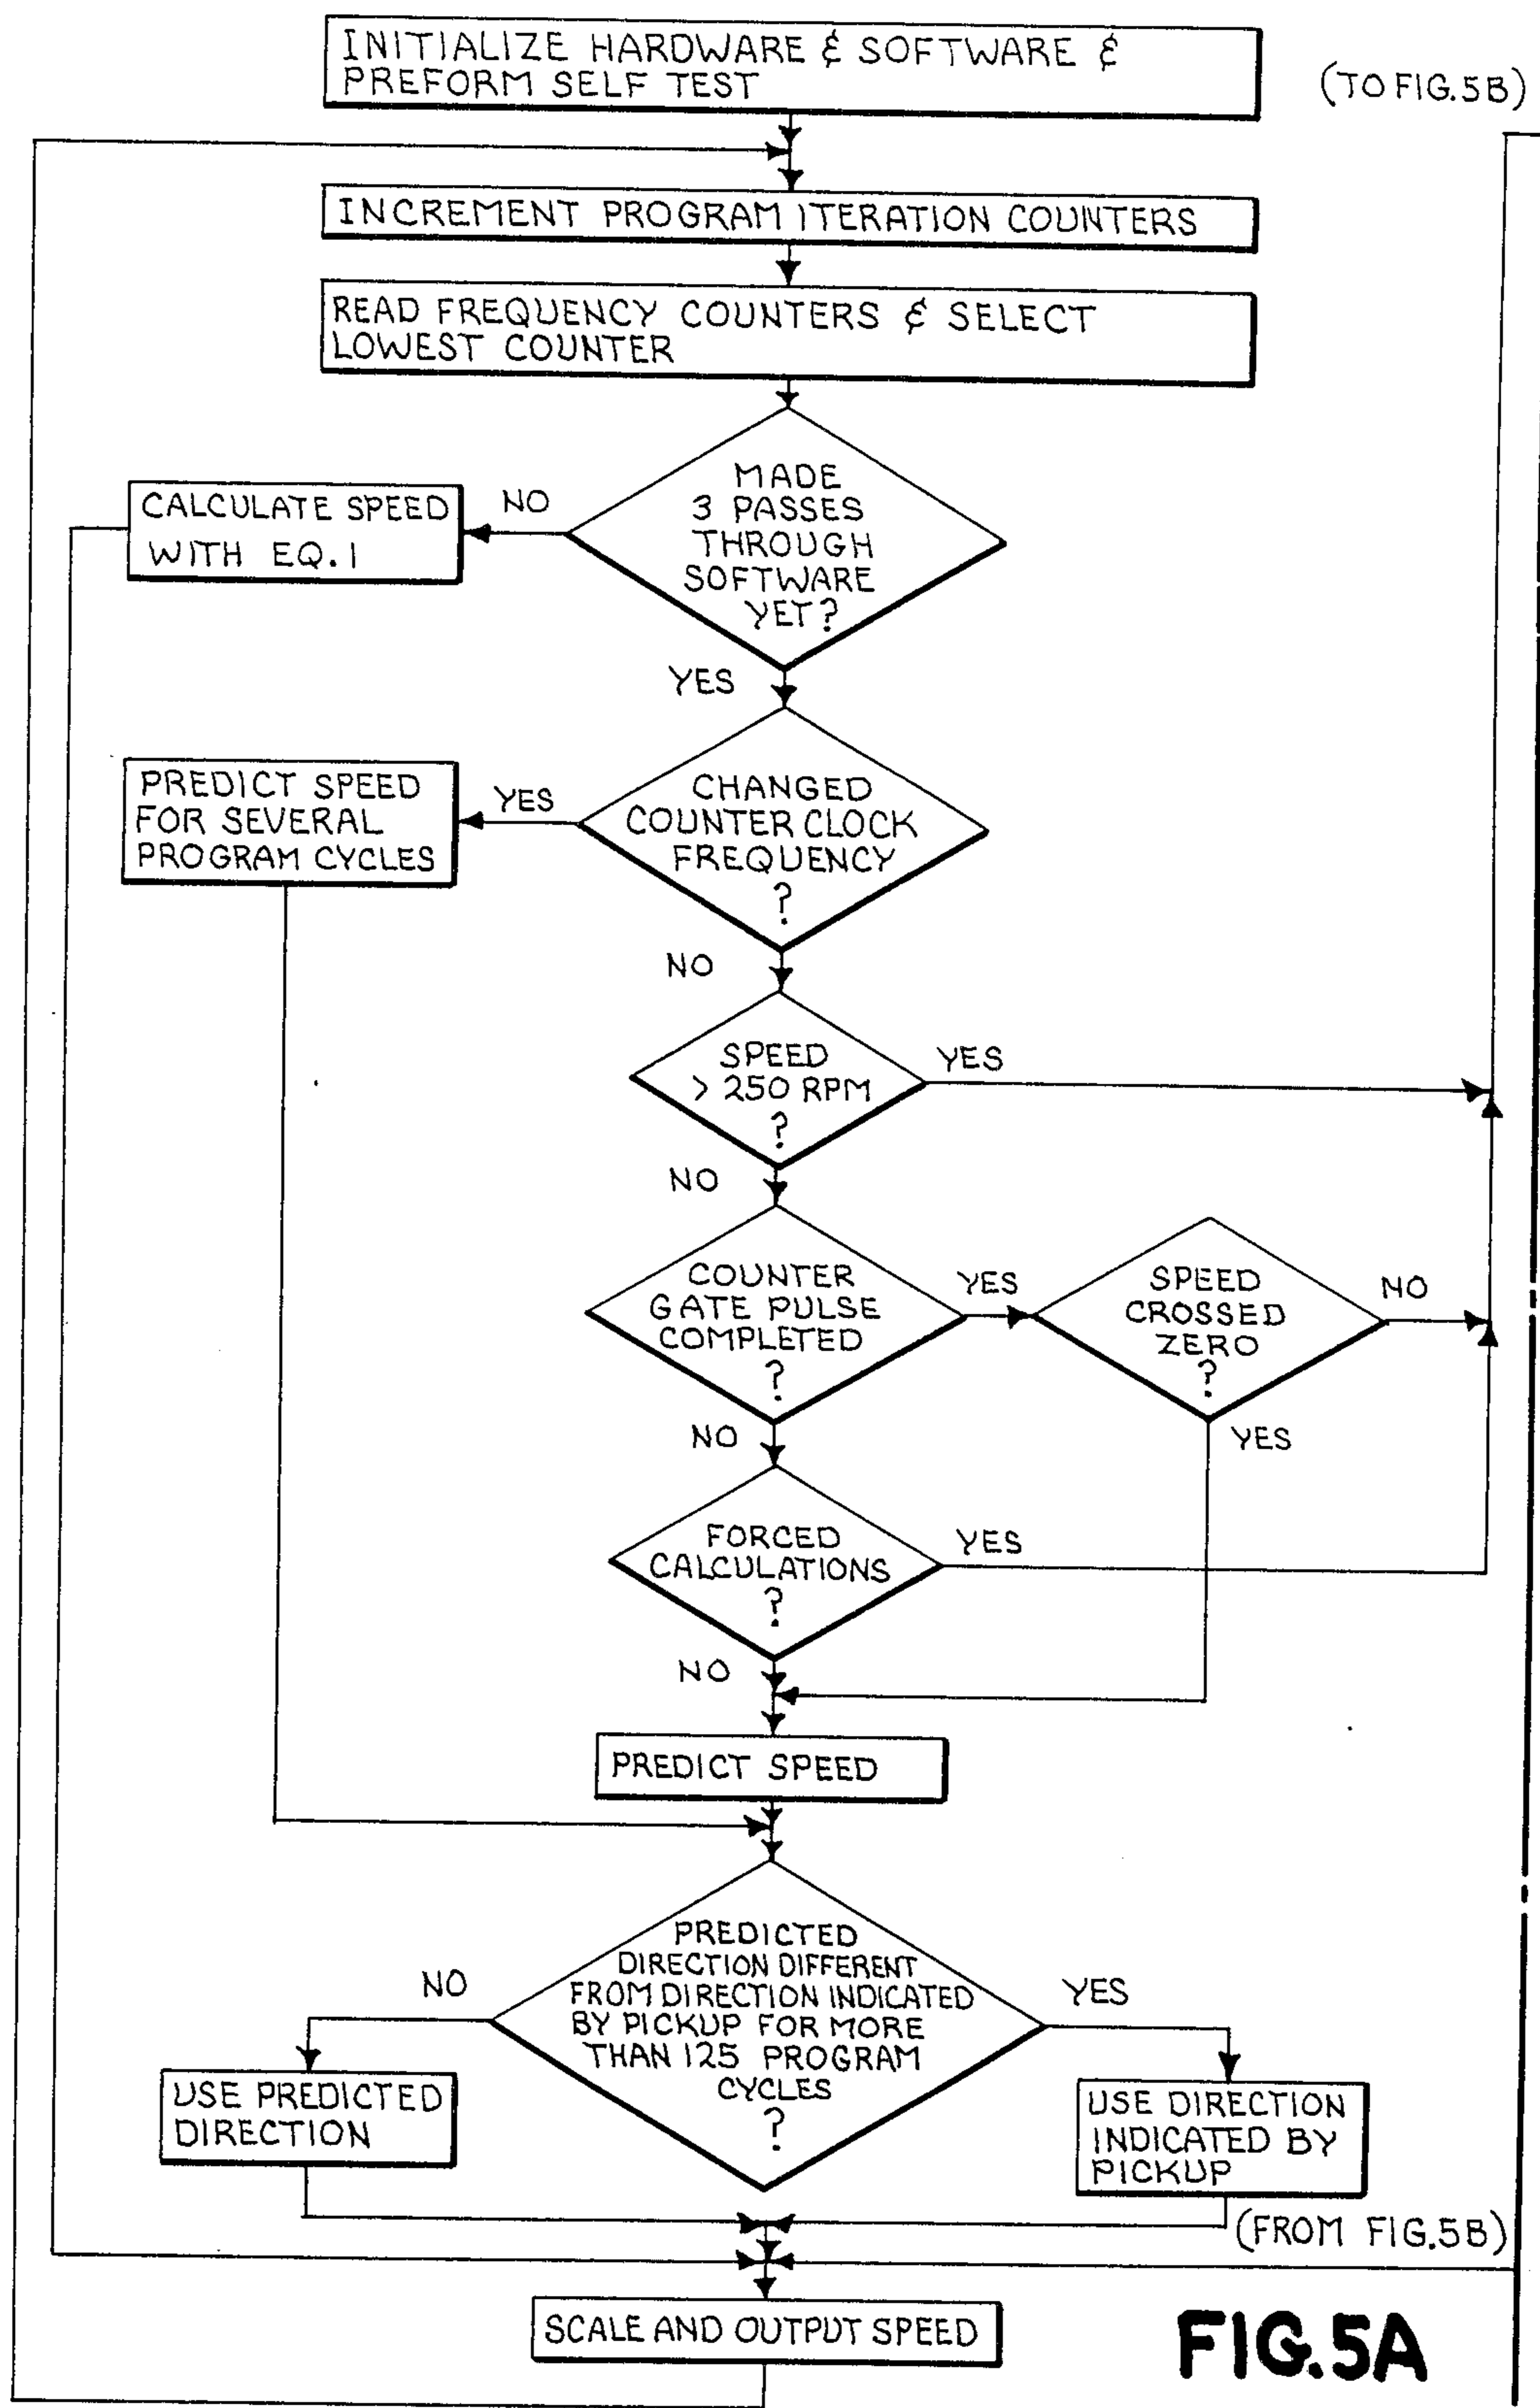 INITIALIZE HARDWARE & SOFTWARE &
PREFORM SELF TEST
(TO FIG.5B)
INCREMENT PROGRAM ITERATION COUNTERS
READ FREQUENCY COUNTERS & SELECT
LOWEST COUNTER
MADE
3 PASSES
THROUGH
SOFTWARE
YET?
NO
CALCULATE SPEED
WITH EQ.1
YES
CHANGED
COUNTER CLOCK
FREQUENCY
?
YES
PREDICT SPEED
FOR SEVERAL
PROGRAM CYCLES
NO
SPEED
> 250 RPM
?
YES
NO
COUNTER
GATE PULSE
COMPLETED
?
YES
SPEED
CROSSED
ZERO
?
NO
YES
NO
FORCED
CALCULATIONS
?
YES
NO
PREDICT SPEED
PREDICTED
DIRECTION DIFFERENT
FROM DIRECTION INDICATED
BY PICKUP FOR MORE
THAN 125 PROGRAM
CYCLES
?
NO
YES
USE PREDICTED
DIRECTION
USE DIRECTION
INDICATED BY
PICKUP
(FROM FIG.5B)
SCALE AND OUTPUT SPEED
FIG.5A